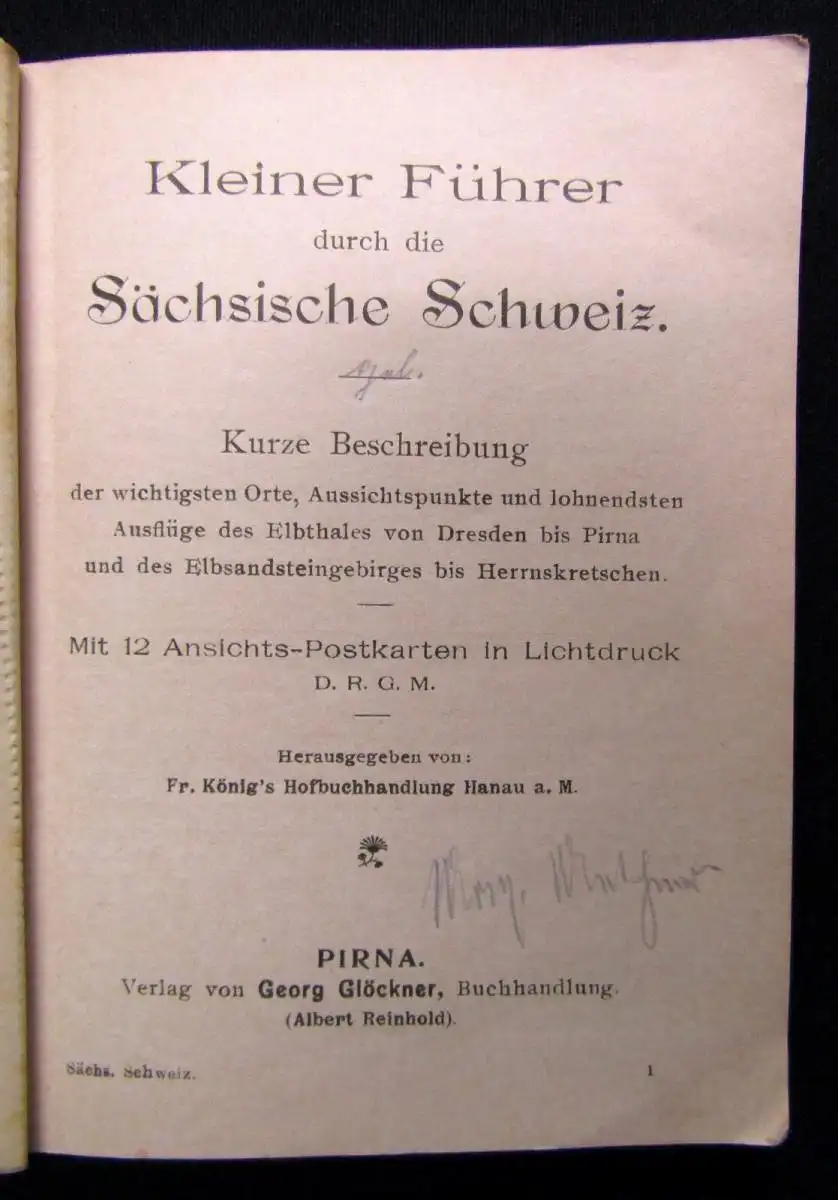 Kleiner Führer
durch die
Sächsische Schweiz.
Kurze Beschreibung
der wichtigsten Orte, Aussichtspunkte und lohnendsten
Ausflüge des Elbthales von Dresden bis Pirna
und des Elbsandsteingebirges bis Herrnskretschen.
Mit 12 Ansichts-Postkarten in Lichtdruck
D. R. G. M.
Herausgegeben von:
Fr. König's Hofbuchhandlung Hanau a. M.
PIRNA.
Verlag von Georg Glöckner, Buchhandlung.
(Albert Reinhold).
Sächs. Schweiz. 1